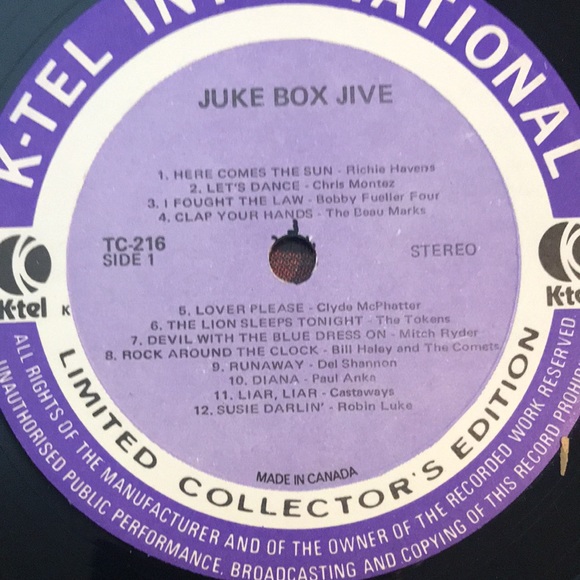 K-TEL INTERNATIONAL
JUKE BOX JIVE
1. HERE COMES THE SUN - Richie Havens
2. LET'S DANCE - Chris Montez
3. I FOUGHT THE LAW - Bobby Fueller Four
4. CLAP YOUR HANDS - The Beau Marks
TC-216
SIDE 1
STEREO
K-tel
K-te
K
5. LOVER PLEASE - Clyde McPhatter
6. THE LION SLEEPS TONIGHT - The Tokens
7. DEVIL WITH THE BLUE DRESS ON - Mitch Ryder
8. ROCK AROUND THE CLOCK - Bill Haley and The Comets
9. RUNAWAY - Del Shannon
10. DIANA - Paul Anka
11. LIAR, LIAR - Castaways
12. SUSIE DARLIN' - Robin Luke
MADE IN CANADA
LIMITED COLLECTOR'S EDITION
ALL RIGHTS OF THE MANUFACTURER AND OF THE OWNER OF THE RECORDED WORK RESERVED
UNAUTHORISED PUBLIC PERFORMANCE, BROADCASTING AND COPYING OF THIS RECORD PROHIB